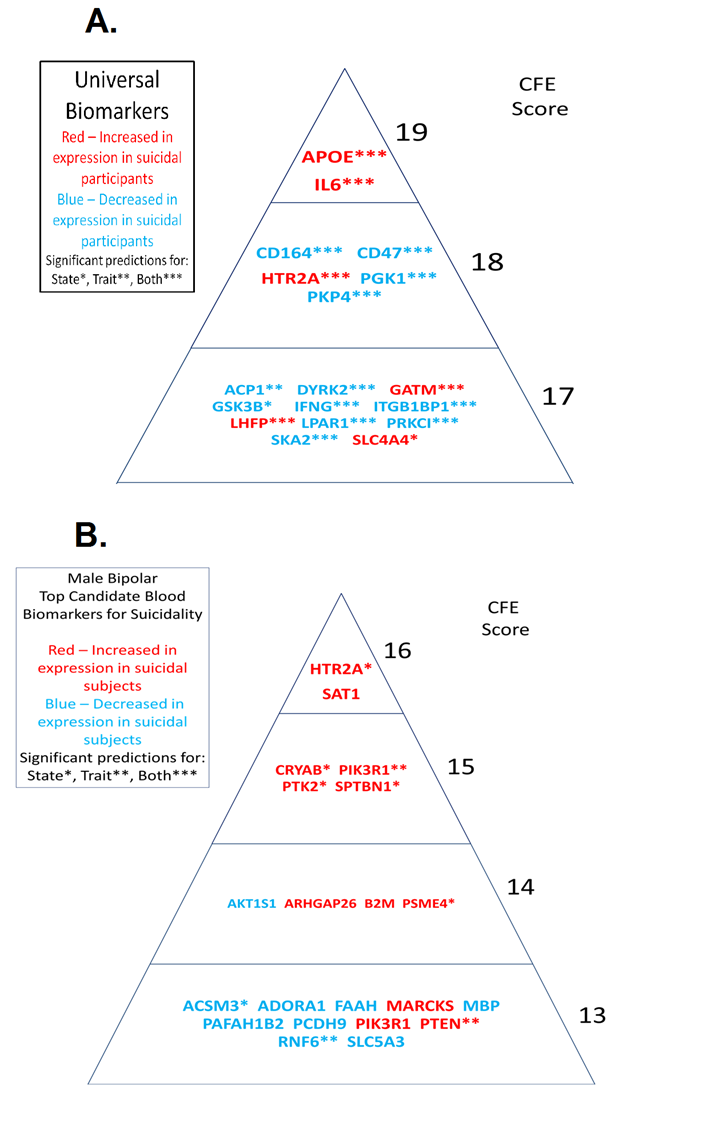 A.
Universal
Biomarkers
Red – Increased in
expression in suicidal
participants
Blue – Decreased in
expression in suicidal
participants
Significant predictions for:
State*, Trait**, Both***
CFE
Score
19
APOE***
IL6***
18
CD164*** CD47***
HTR2A*** PGK1***
PKP4***
17
ACP1** DYRK2*** GATM***
GSK3B* IFNG*** ITGB1BP1***
LHFP*** LPAR1*** PRKCI***
SKA2*** SLC4A4*
B.
Male Bipolar
Top Candidate Blood
Biomarkers for Suicidality
Red – Increased in
expression in suicidal
subjects
Blue – Decreased in
expression in suicidal
subjects
Significant predictions for:
State*, Trait**, Both***
CFE
Score
16
HTR2A*
SAT1
15
CRYAB* PIK3R1**
PTK2* SPTBN1*
14
AKT1S1 ARHGAP26 B2M PSME4*
13
ACSM3* ADORA1 FAAH MARCKS MBP
PAFAH1B2 PCDH9 PIK3R1 PTEN**
RNF6** SLC5A3